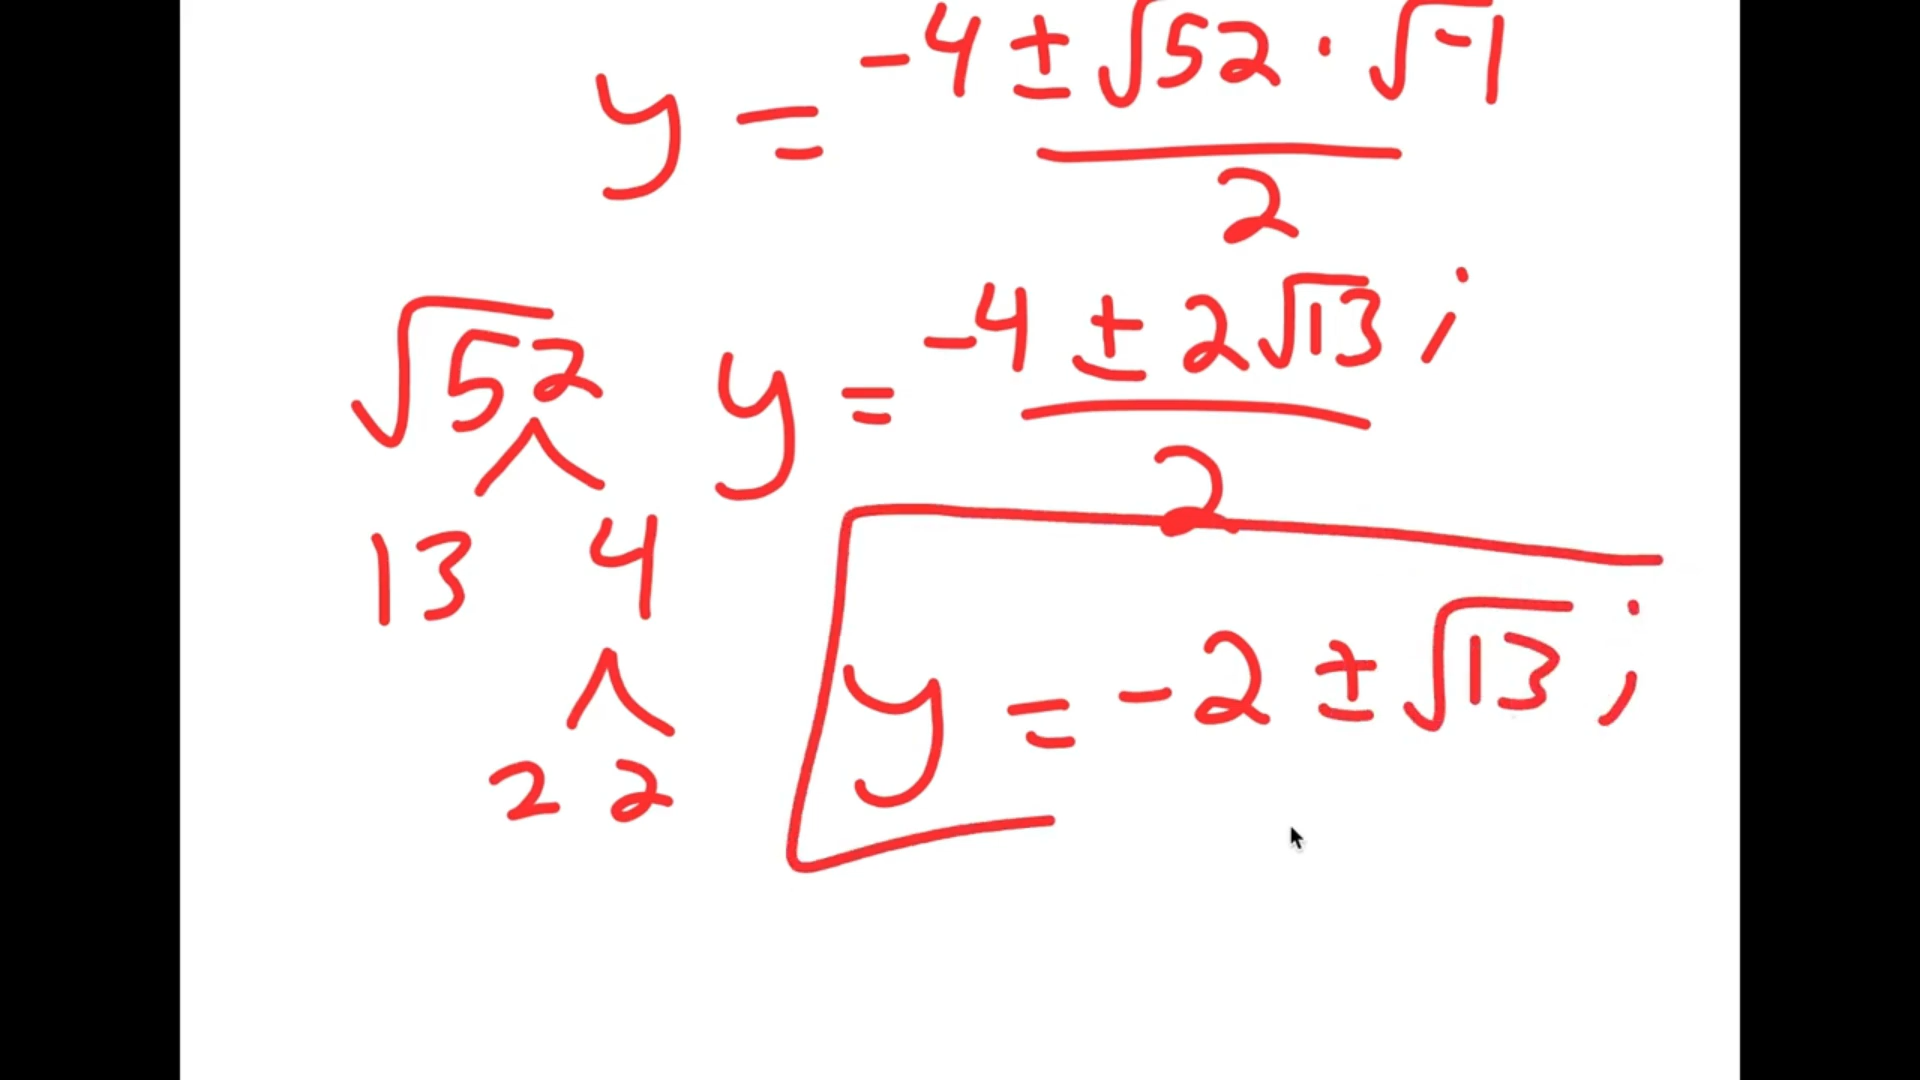 y = -4 ± √52 · √-1
2
√52
y = -4 ± 2√13 i
2
13 4
2 2
y = -2 ± √13 i